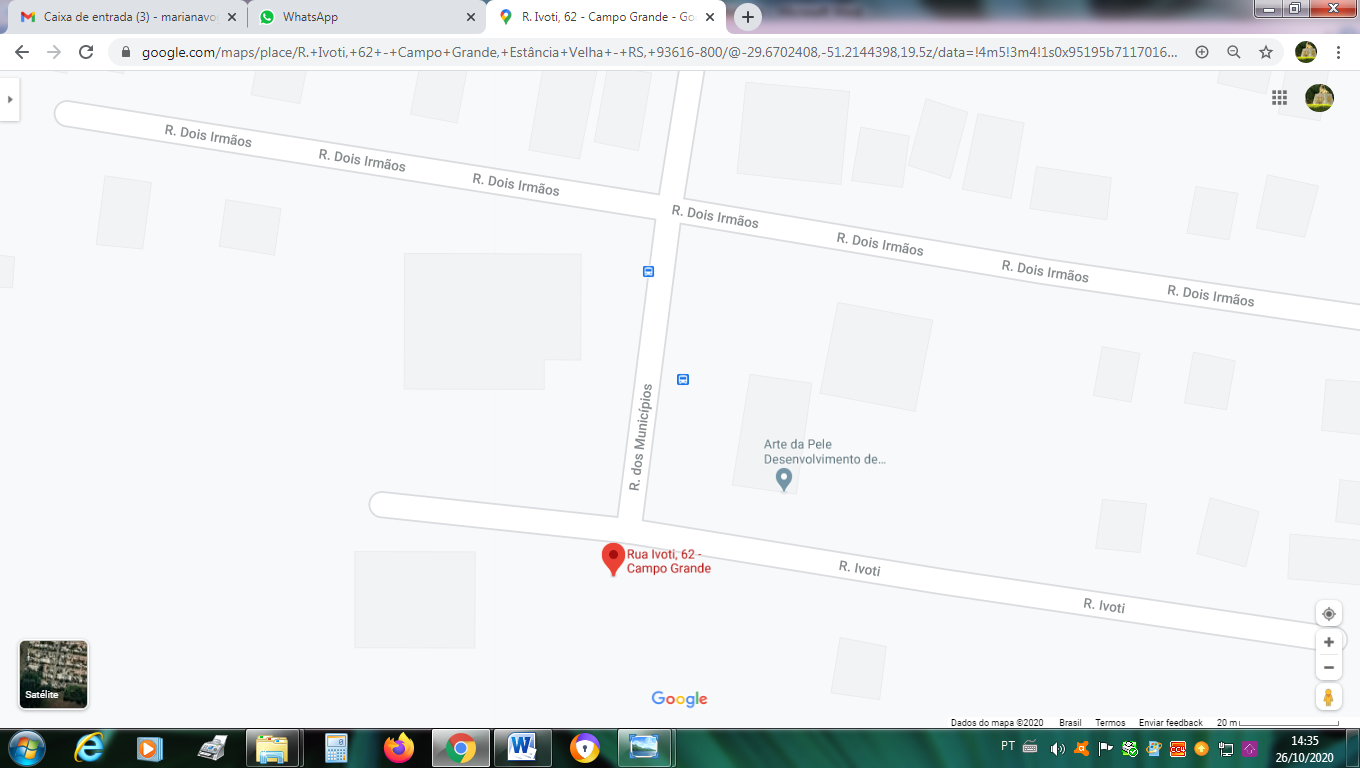 Caixa de entrada (3) - marianavo
WhatsApp
R. Ivoti, 62 - Campo Grande - Go
google.com/maps/place/R.+Ivoti,+62+-+Campo+Grande,+Estância+Velha+-+RS,+93616-800/@-29.6702408,-51.2144398,19.5z/data=!4m5!3m4!1s0x95195b7117016...
R. Dois Irmãos
R. Dois Irmãos
R. Dois Irmãos
R. Dois Irmãos
R. Dois Irmãos
R. Dois Irmãos
R. Dois Irmãos
R. dos Municípios
Arte da Pele
Desenvolvimento de...
Rua Ivoti, 62 -
Campo Grande
R. Ivoti
R. Ivoti
Satélite
Google
Dados do mapa ©2020 Brasil Termos Enviar feedback 20 m
PT
14:35
26/10/2020